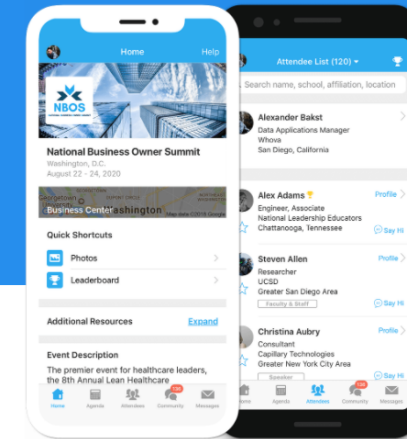 Home
Help
NBOS
National Business Owner Summit
Washington, D.C.
August 22 - 24, 2020
Georgetown
Business Center
Washington
Map data ©2018 Google
Quick Shortcuts
Photos
Leaderboard
Additional Resources
Expand
Event Description
The premier event for healthcare leaders,
the 8th Annual Lean Healthcare
Home
Agenda
Attendees
Community
Messages
Attendee List (120)
Search name, school, affiliation, location
Alexander Bakst
Data Applications Manager
Whova
San Diego, California
Alex Adams
Profile
Engineer, Associate
National Leadership Educators
Chattanooga, Tennessee
Say Hi
Steven Allen
Profile
Researcher
UCSD
Greater San Diego Area
Faculty & Staff
Say Hi
Christina Aubry
Profile
Consultant
Capillary Technologies
Greater New York City Area
Speaker
Say Hi
Agenda
Attendees
Community
Messages